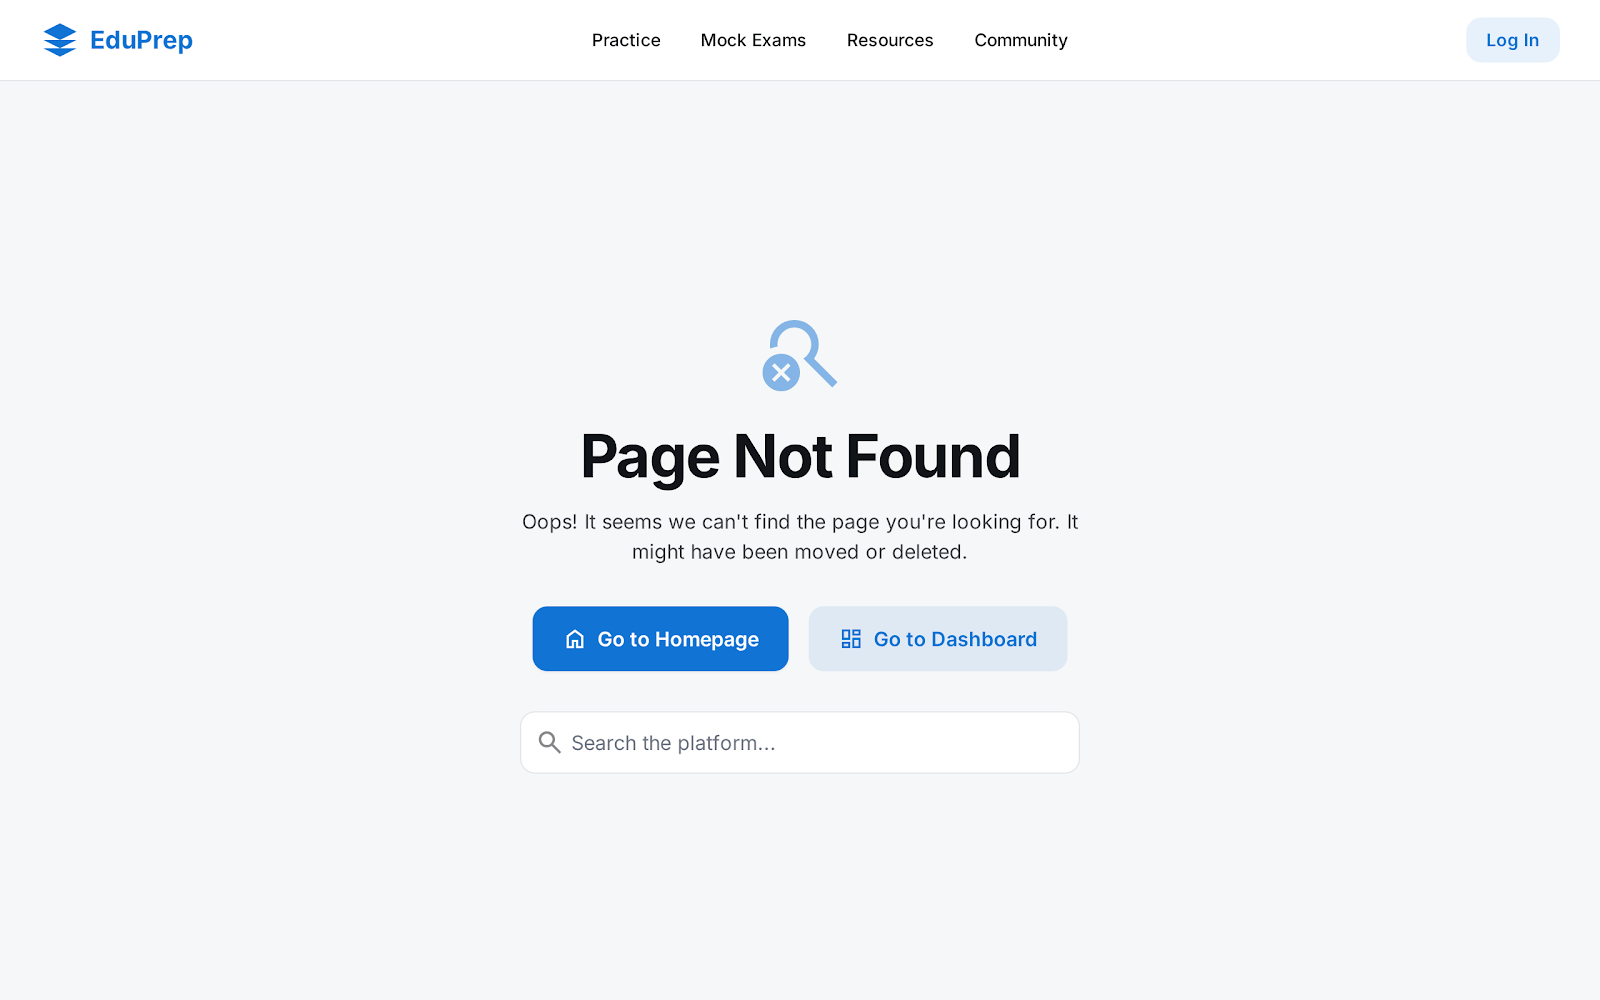 EduPrep
Practice
Mock Exams
Resources
Community
Log In
Page Not Found
Oops! It seems we can't find the page you're looking for. It
might have been moved or deleted.
Go to Homepage
Go to Dashboard
Search the platform...